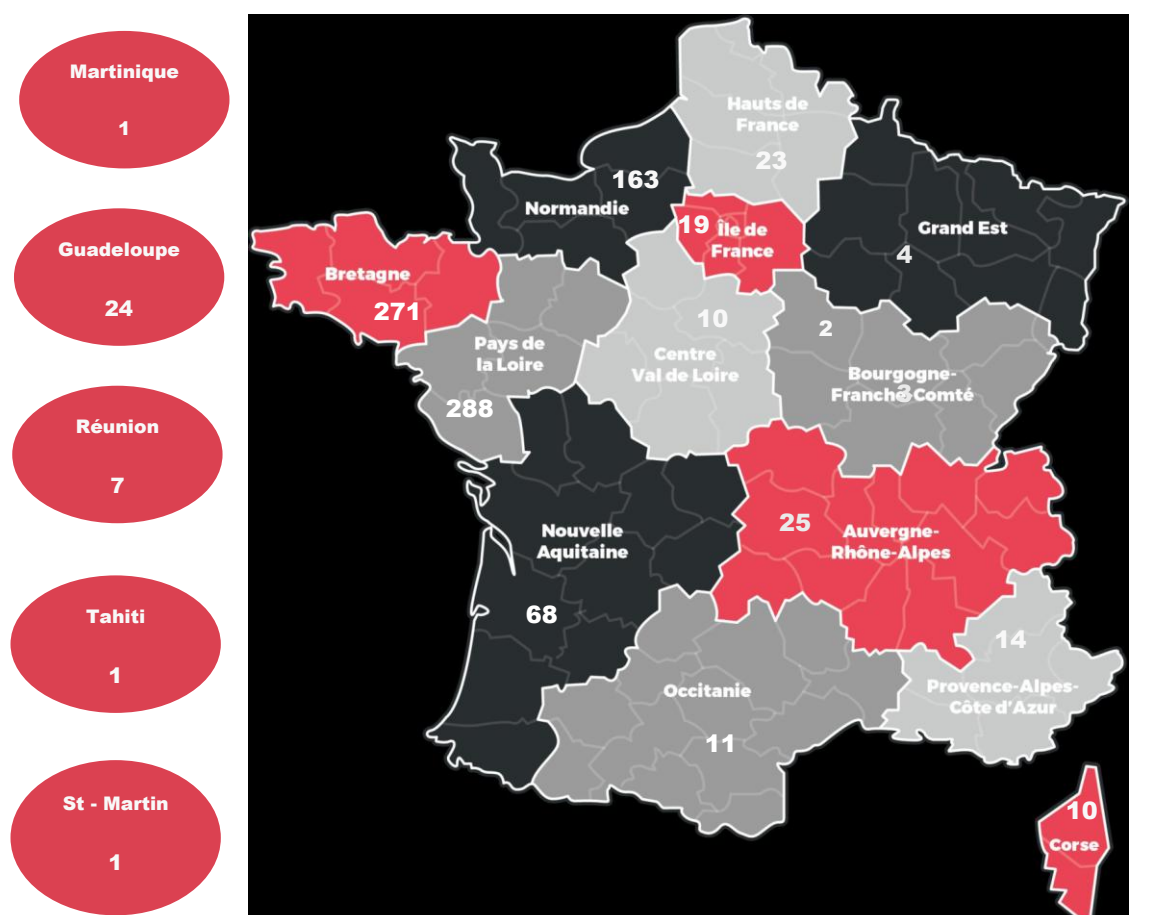 Martinique
1
Guadeloupe
24
Réunion
7
Tahiti
1
St - Martin
1
Hauts de
France
23
163
Normandie
19
Île de
France
Grand Est
4
Bretagne
271
Pays de
la Loire
288
10
Centre
Val de Loire
2
Bourgogne-
Franche-Comté
3
Nouvelle
Aquitaine
68
25
Auvergne-
Rhône-Alpes
14
Provence-Alpes-
Côte d'Azur
Occitanie
11
10
Corse